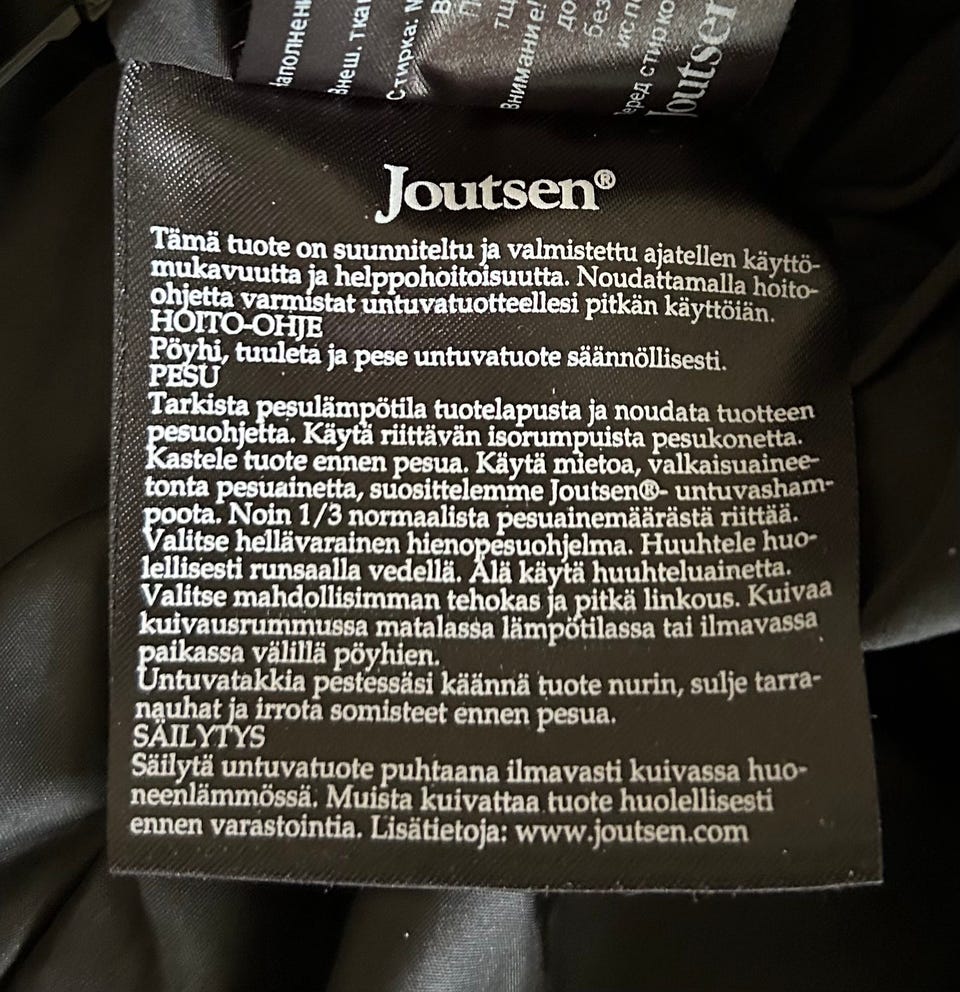 Внимание!
Joutsen
Joutsen®
Tämä tuote on suunniteltu ja valmistettu ajatellen käyttö-
mukavuutta ja helppohoitoisuutta. Noudattamalla hoito-
ohjetta varmistat untuvatuotteellesi pitkän käyttöiän.
HOITO-OHJE
Pöyhi, tuuleta ja pese untuvatuote säännöllisesti.
PESU
Tarkista pesulämpötila tuotelapusta ja noudata tuotteen
pesuohjetta. Käytä riittävän isorumpuista pesukonetta.
Kastele tuote ennen pesua. Käytä mietoa, valkaisuainee-
tonta pesuainetta, suosittelemme Joutsen®- untuvasham-
poota. Noin 1/3 normaalista pesuainemäärästä riittää.
Valitse hellävarainen hienopesuohjelma. Huuhtele huo-
lellisesti runsaalla vedellä. Älä käytä huuhteluainetta.
Valitse mahdollisimman tehokas ja pitkä linkous. Kuivaa
kuivausrummussa matalassa lämpötilassa tai ilmavassa
paikassa välillä pöyhien.
Untuvatakkia pestessäsi käännä tuote nurin, sulje tarra-
nauhat ja irrota somisteet ennen pesua.
SÄILYTYS
Säilytä untuvatuote puhtaana ilmavasti kuivassa huo-
neenlämmössä. Muista kuivattaa tuote huolellisesti
ennen varastointia. Lisätietoja: www.joutsen.com